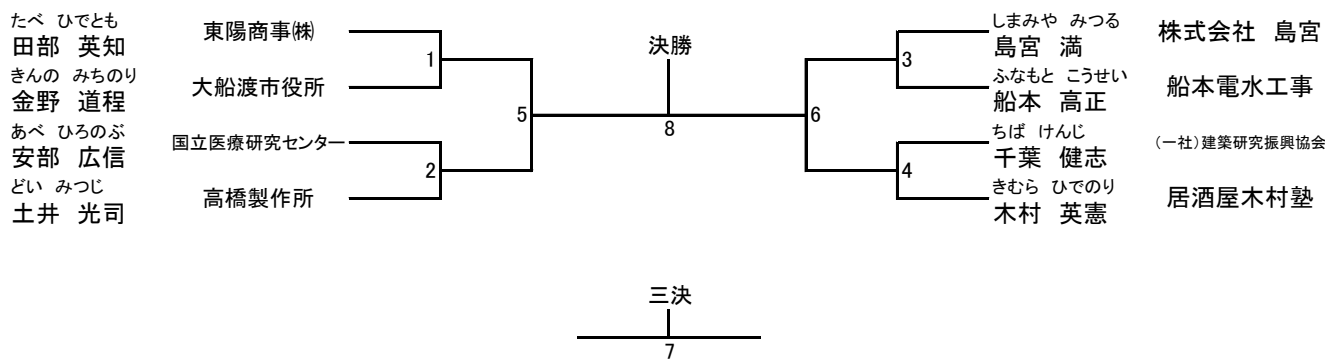 たべ ひでとも
田部 英知
東陽商事㈱
1
きんの みちのり
金野 道程
大船渡市役所
5
あべ ひろのぶ
安部 広信
国立医療研究センター
2
どい みつじ
土井 光司
高橋製作所
決勝
8
しまみや みつる
島宮 満
株式会社 島宮
3
ふなもと こうせい
船本 高正
船本電水工事
6
ちば けんじ
千葉 健志
(一社)建築研究振興協会
4
きむら ひでのり
木村 英憲
居酒屋木村塾
三決
7